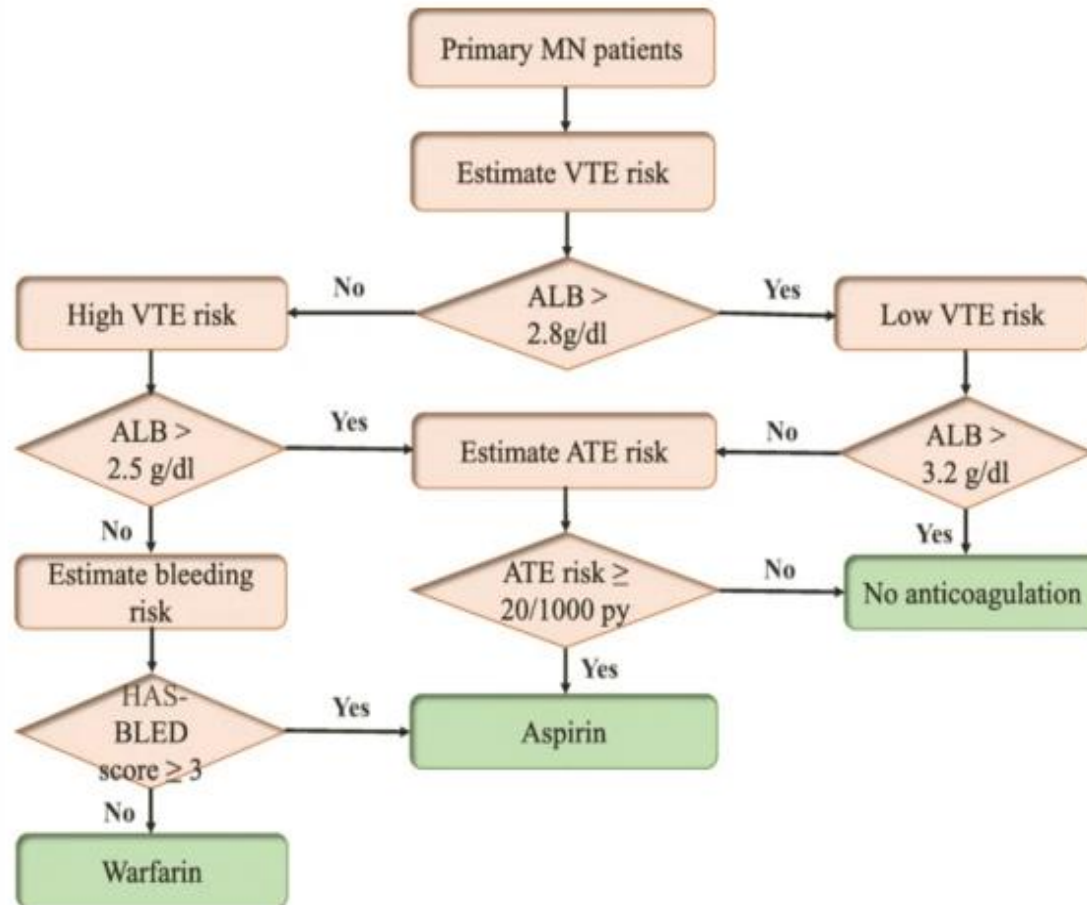 Primary MN patients
Estimate VTE risk
No
Yes
High VTE risk
ALB >
2.8g/dl
Low VTE risk
ALB >
2.5 g/dl
Yes
Estimate ATE risk
No
ALB >
3.2 g/dl
No
Yes
Estimate bleeding
risk
ATE risk ≥
20/1000 py
No
No anticoagulation
Yes
HAS-
BLED
score ≥ 3
Yes
Aspirin
No
Warfarin